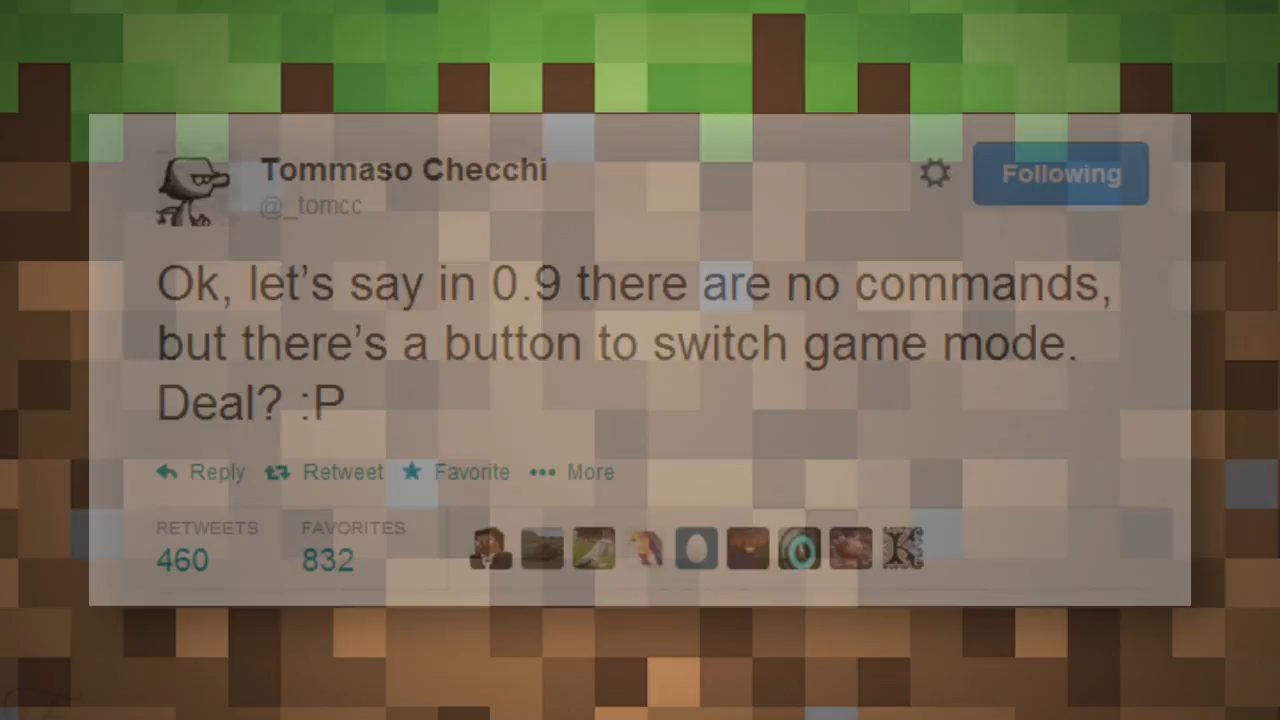 Tommaso Checchi
@_tomcc
Following
Ok, let's say in 0.9 there are no commands,
but there's a button to switch game mode.
Deal? :P
Reply Retweet Favorite More
RETWEETS FAVORITES
460 832